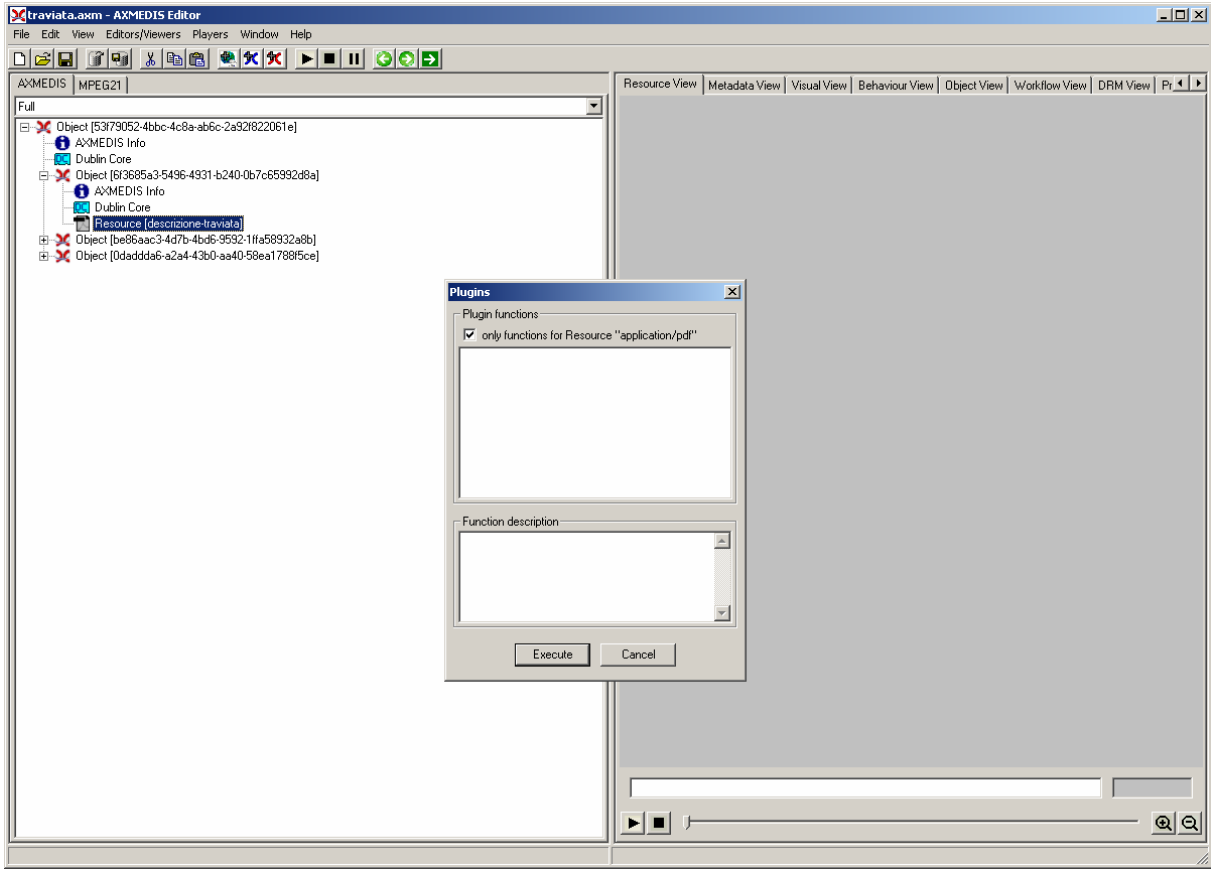 traviata.axm - AXMEDIS Editor
File Edit View Editors/Viewers Players Window Help
AXMEDIS MPEG21
Full
Object [53f79052-4bbc-4c8a-ab6c-2a92f822061e]
AXMEDIS Info
Dublin Core
Object [6f3685a3-5496-4931-b240-0b7c65992d8a]
AXMEDIS Info
Dublin Core
Resource [descrizione-traviata]
Object [be86aac3-4d7b-4bd6-9592-1ffa58932a8b]
Object [0daddda6-a2a4-43b0-aa40-58ea1788f5ce]
Resource View Metadata View Visual View Behaviour View Object View Workflow View DRM View Pr
Plugins
Plugin functions
only functions for Resource "application/pdf"
Function description
Execute Cancel